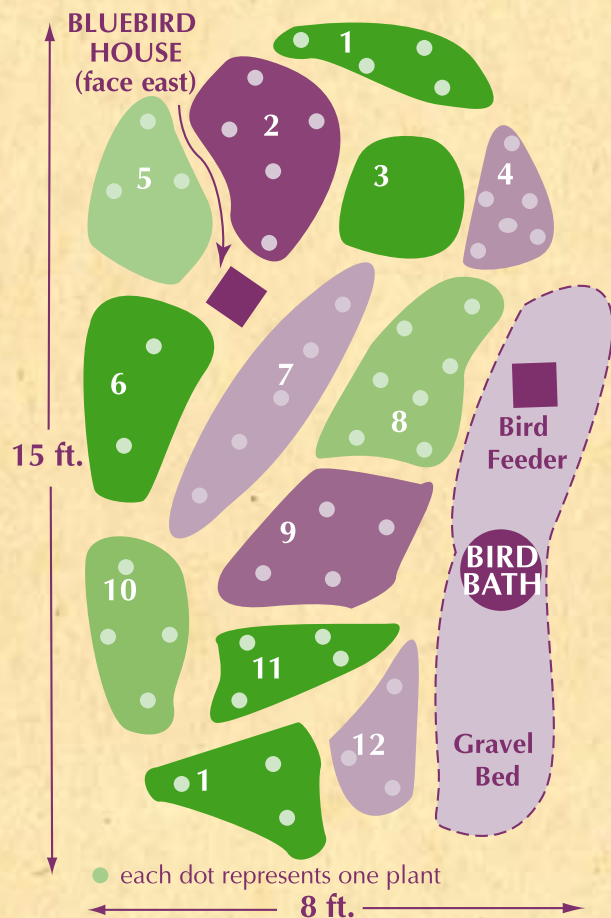 BLUEBIRD
HOUSE
(face east)
1
2
3
4
5
6
7
8
Bird
Feeder
15 ft.
9
BIRD
BATH
10
11
12
Gravel
Bed
1
each dot represents one plant
8 ft.